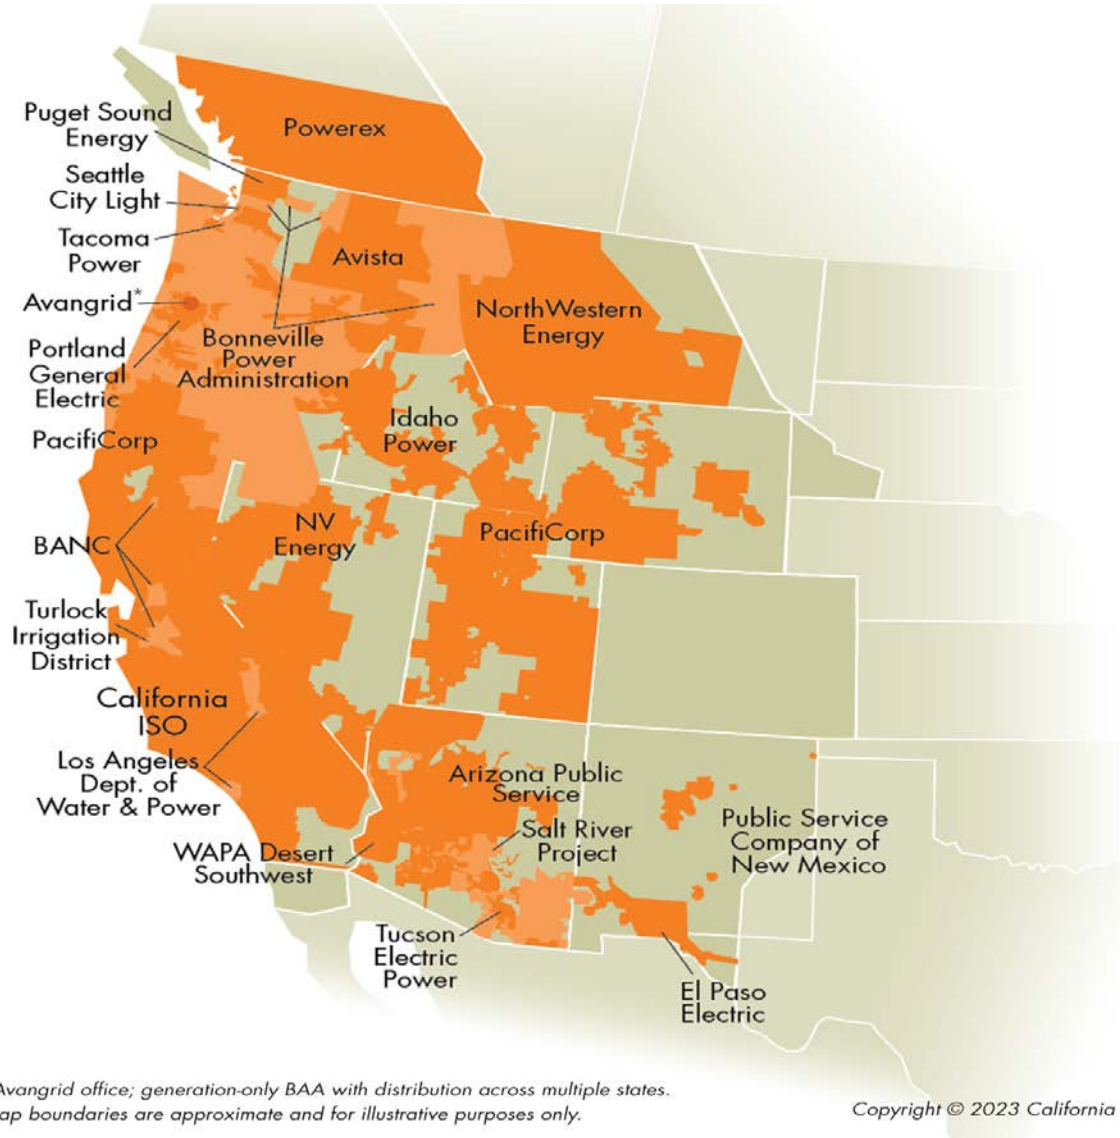 Puget Sound
Energy
Powerex
Seattle
City Light
Tacoma
Power
Avista
Avangrid*
NorthWestern
Energy
Portland
General
Electric
Bonneville
Power
Administration
PacifiCorp
Idaho
Power
BANC
NV
Energy
PacifiCorp
Turlock
Irrigation
District
California
ISO
Los Angeles
Dept. of
Water & Power
Arizona Public
Service
Salt River
Project
Public Service
Company of
New Mexico
WAPA Desert
Southwest
Tucson
Electric
Power
El Paso
Electric
Avangrid office; generation-only BAA with distribution across multiple states.
ap boundaries are approximate and for illustrative purposes only.
Copyright © 2023 California